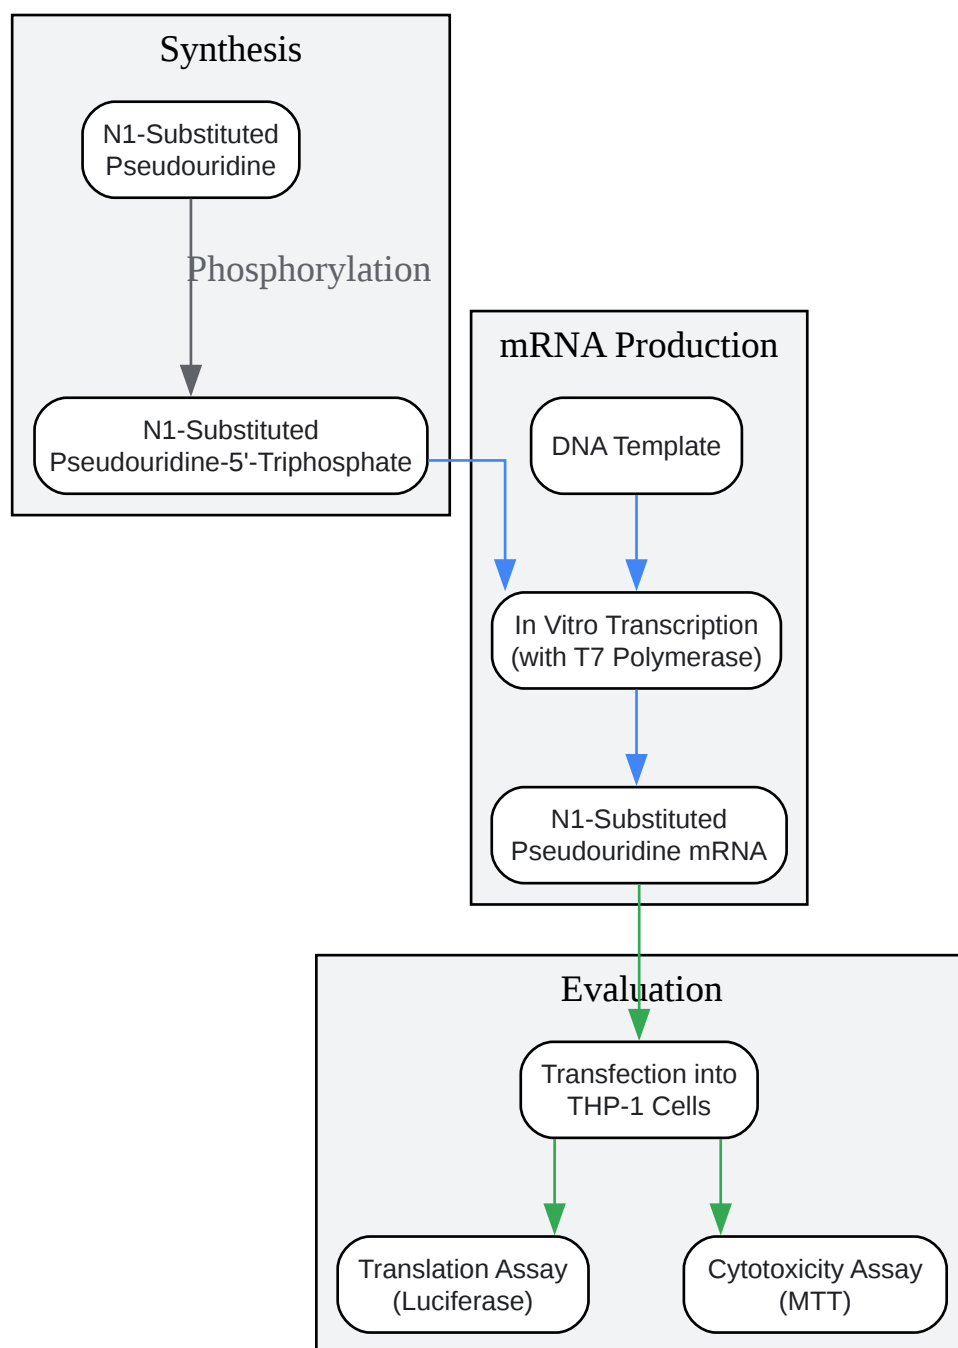 Synthesis
N1-Substituted
Pseudouridine
Phosphorylation
N1-Substituted
Pseudouridine-5'-Triphosphate
mRNA Production
DNA Template
In Vitro Transcription
(with T7 Polymerase)
N1-Substituted
Pseudouridine mRNA
Evaluation
Transfection into
THP-1 Cells
Translation Assay
(Luciferase)
Cytotoxicity Assay
(MTT)